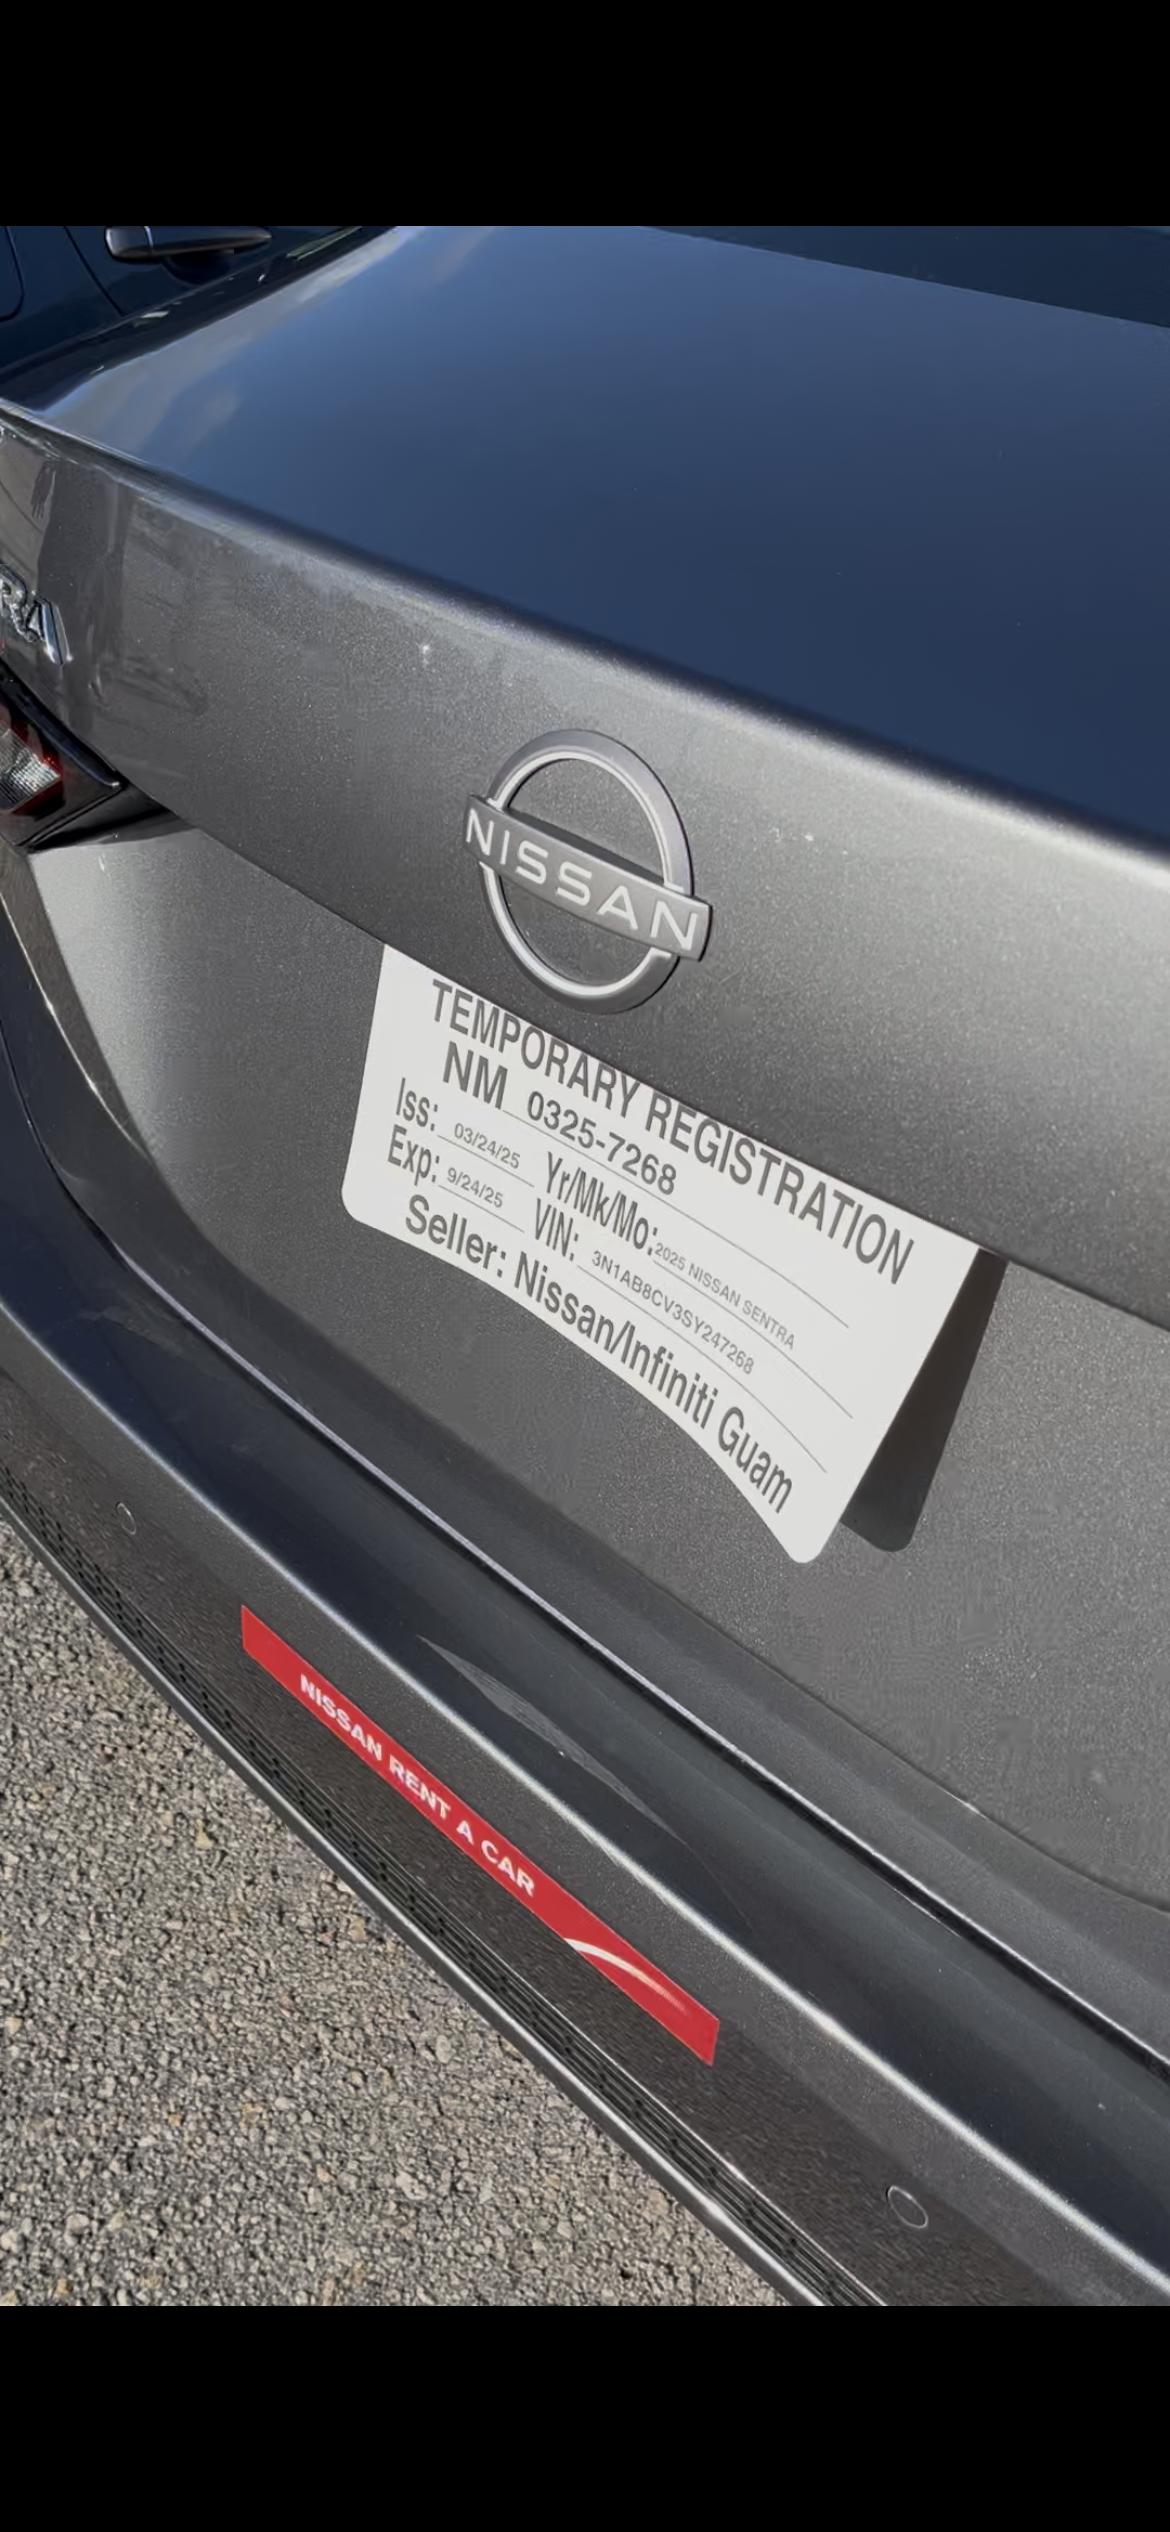 RA
NISSAN
TEMPORARY REGISTRATION
NM 0325-7268
Iss: 03/24/25 Yr/Mk/Mo: 2025 NISSAN SENTRA
Exp: 9/24/25 VIN: 3N1AB8CV3SY247268
Seller: Nissan/Infiniti Guam
NISSAN RENT A CAR